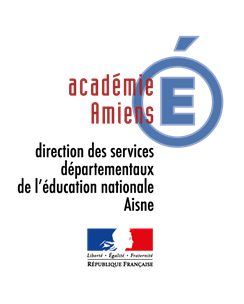 académie
Amiens
É
direction des services
départementaux
de l'éducation nationale
Aisne
Liberté • Égalité • Fraternité
RÉPUBLIQUE FRANÇAISE